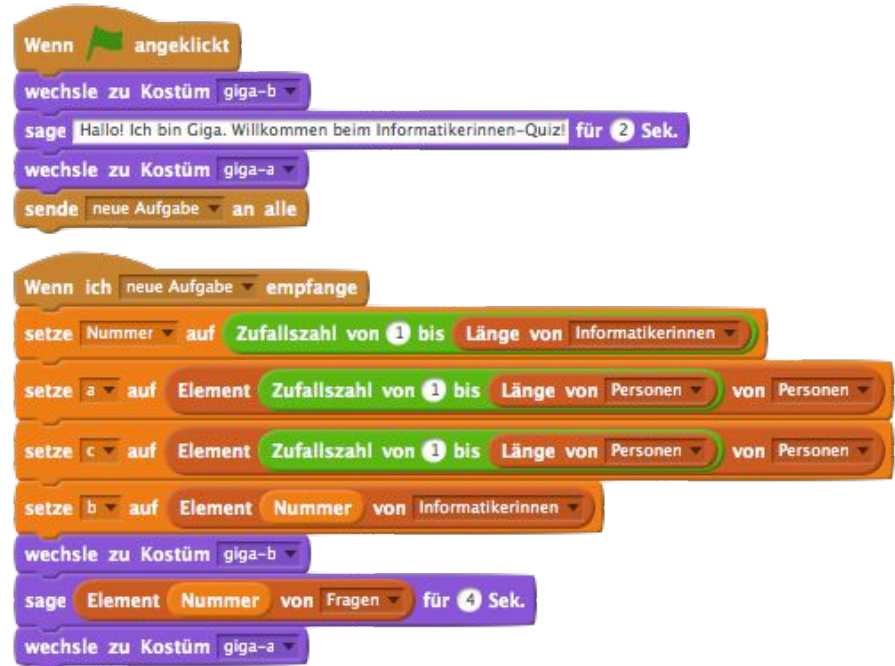 Wenn angeklickt
wechsle zu Kostüm giga-b
sage Hallo! Ich bin Giga. Willkommen beim Informatikerinnen-Quiz! für 2 Sek.
wechsle zu Kostüm giga-a
sende neue Aufgabe an alle
Wenn ich neue Aufgabe empfange
setze Nummer auf Zufallszahl von 1 bis Länge von Informatikerinnen
setze a auf Element Zufallszahl von 1 bis Länge von Personen von Personen
setze c auf Element Zufallszahl von 1 bis Länge von Personen von Personen
setze b auf Element Nummer von Informatikerinnen
wechsle zu Kostüm giga-b
sage Element Nummer von Fragen für 4 Sek.
wechsle zu Kostüm giga-a